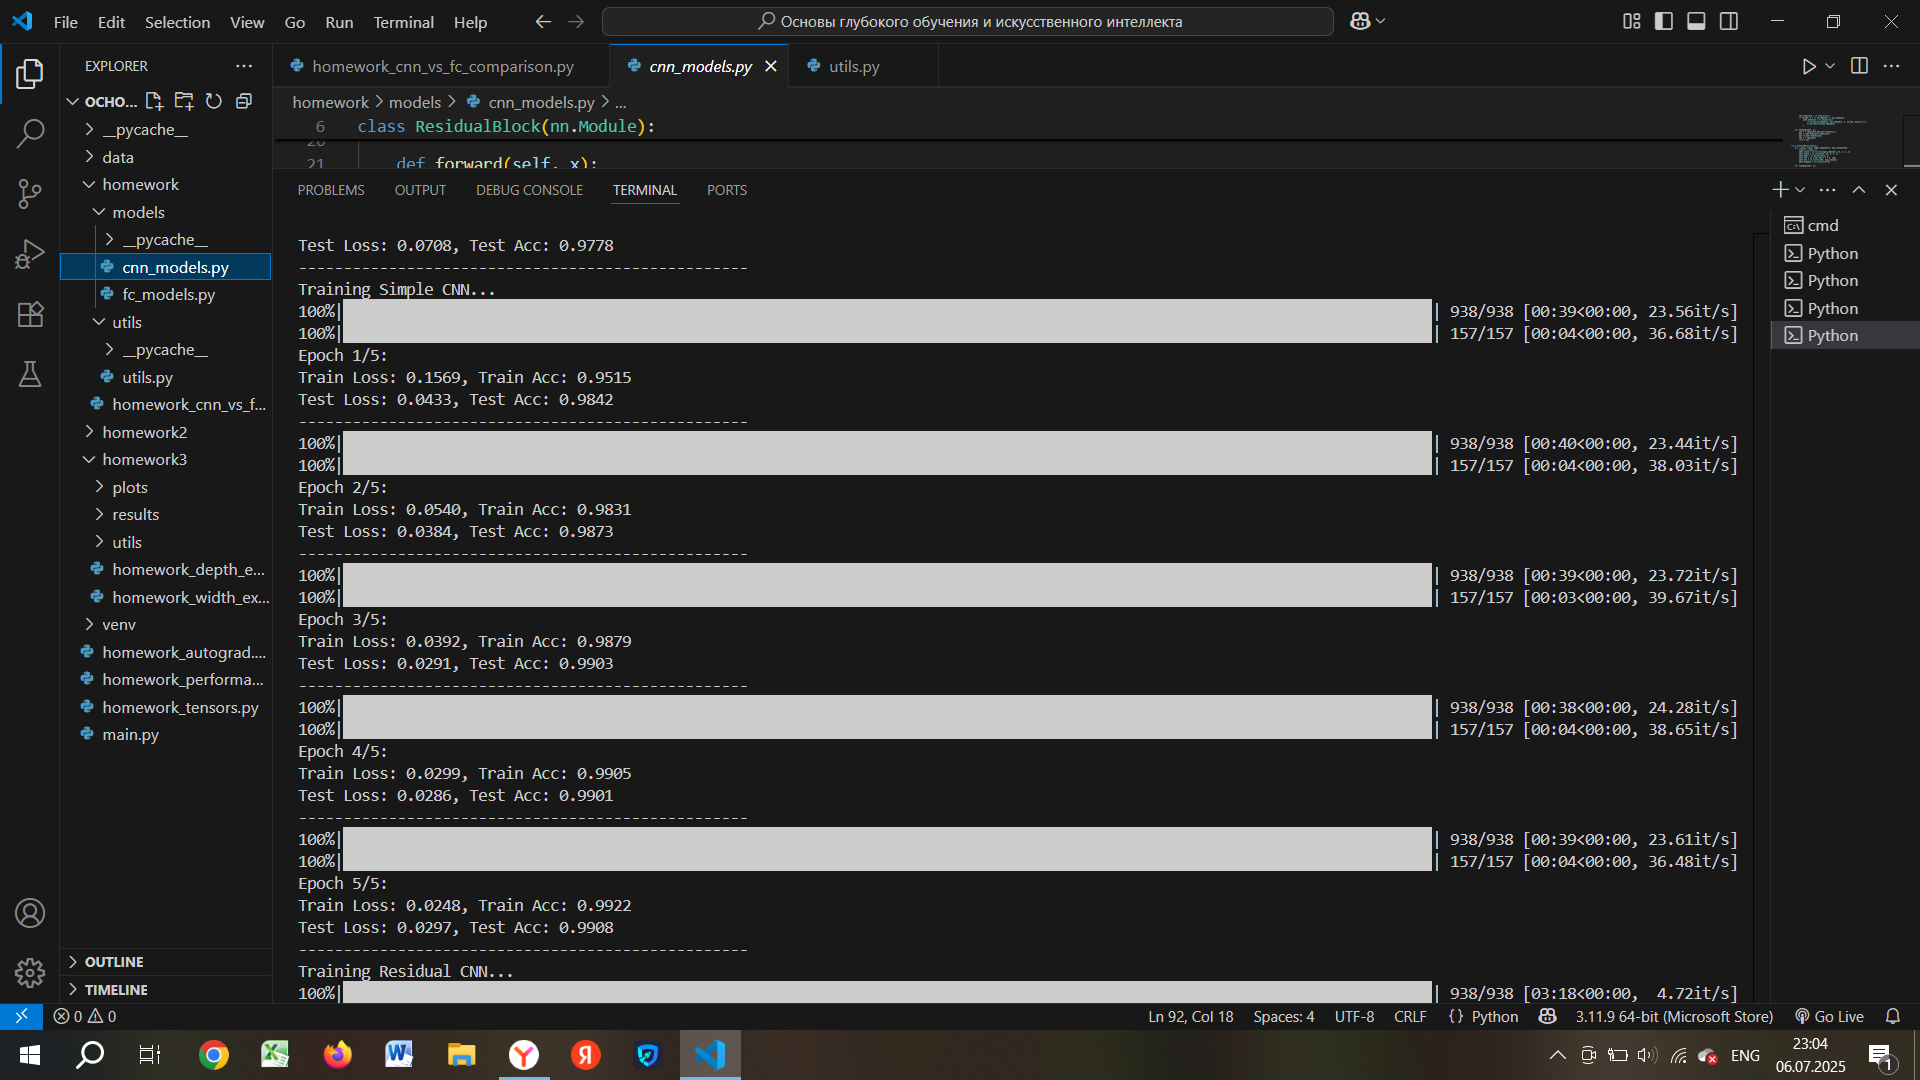 File Edit Selection View Go Run Terminal Help
Основы глубокого обучения и искусственного интеллекта
EXPLORER
homework_cnn_vs_fc_comparison.py
cnn_models.py
utils.py
ОСНО...
__pycache__
data
homework
models
__pycache__
cnn_models.py
fc_models.py
utils
__pycache__
utils.py
homework_cnn_vs_f...
homework2
homework3
plots
results
utils
homework_depth_e...
homework_width_ex...
venv
homework_autograd....
homework_performa...
homework_tensors.py
main.py
OUTLINE
TIMELINE
homework > models > cnn_models.py > ...
6 class ResidualBlock(nn.Module):
20
21 def forward(self, x):
PROBLEMS OUTPUT DEBUG CONSOLE TERMINAL PORTS
Test Loss: 0.0708, Test Acc: 0.9778
--------------------------------------------------
Training Simple CNN...
100%| | 938/938 [00:39<00:00, 23.56it/s]
100%| | 157/157 [00:04<00:00, 36.68it/s]
Epoch 1/5:
Train Loss: 0.1569, Train Acc: 0.9515
Test Loss: 0.0433, Test Acc: 0.9842
--------------------------------------------------
100%| | 938/938 [00:40<00:00, 23.44it/s]
100%| | 157/157 [00:04<00:00, 38.03it/s]
Epoch 2/5:
Train Loss: 0.0540, Train Acc: 0.9831
Test Loss: 0.0384, Test Acc: 0.9873
--------------------------------------------------
100%| | 938/938 [00:39<00:00, 23.72it/s]
100%| | 157/157 [00:03<00:00, 39.67it/s]
Epoch 3/5:
Train Loss: 0.0392, Train Acc: 0.9879
Test Loss: 0.0291, Test Acc: 0.9903
--------------------------------------------------
100%| | 938/938 [00:38<00:00, 24.28it/s]
100%| | 157/157 [00:04<00:00, 38.65it/s]
Epoch 4/5:
Train Loss: 0.0299, Train Acc: 0.9905
Test Loss: 0.0286, Test Acc: 0.9901
--------------------------------------------------
100%| | 938/938 [00:39<00:00, 23.61it/s]
100%| | 157/157 [00:04<00:00, 36.48it/s]
Epoch 5/5:
Train Loss: 0.0248, Train Acc: 0.9922
Test Loss: 0.0297, Test Acc: 0.9908
--------------------------------------------------
Training Residual CNN...
100%| | 938/938 [03:18<00:00, 4.72it/s]
cmd
Python
Python
Python
Python
0 0
Ln 92, Col 18 Spaces: 4 UTF-8 CRLF {} Python 3.11.9 64-bit (Microsoft Store) Go Live
ENG
23:04
06.07.2025
1